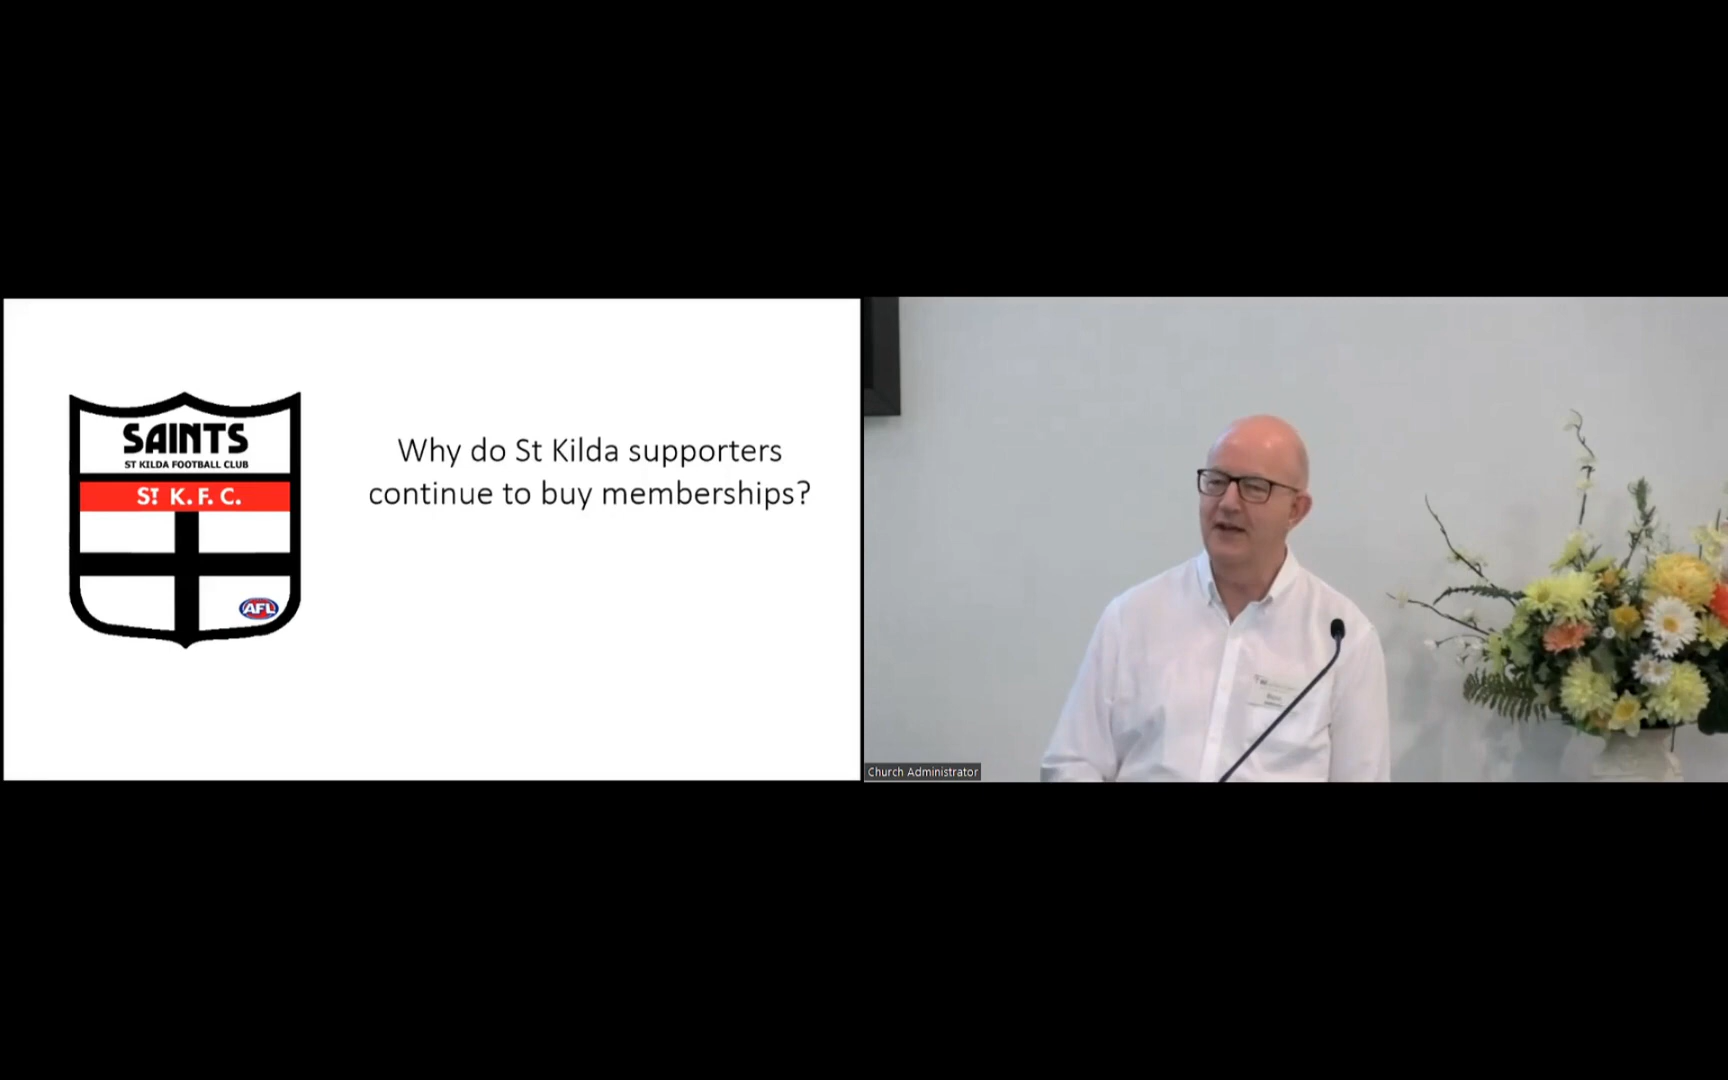 SAINTS
ST KILDA FOOTBALL CLUB
ST K.F.C.
AFL
Why do St Kilda supporters
continue to buy memberships?
Church Administrator